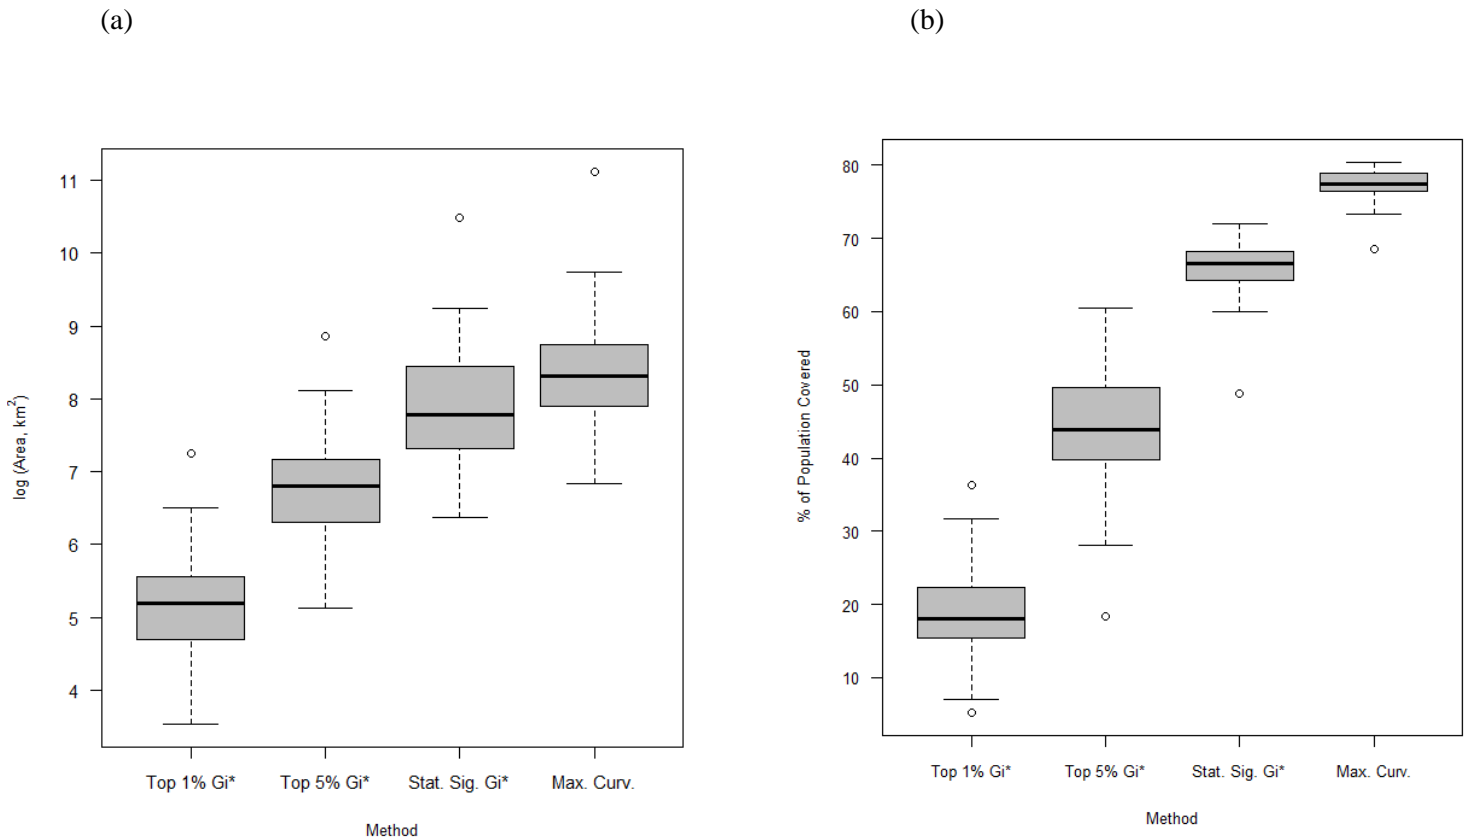 (a)
(b)
log (Area, km²)
11
10
9
8
7
6
5
4
Top 1% Gi* Top 5% Gi* Stat. Sig. Gi* Max. Curv.
Method
% of Population Covered
80
70
60
50
40
30
20
10
Top 1% Gi* Top 5% Gi* Stat. Sig. Gi* Max. Curv.
Method